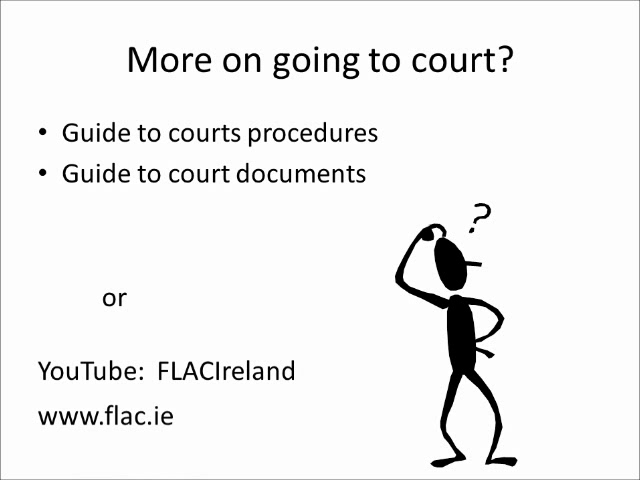 More on going to court?
• Guide to courts procedures
• Guide to court documents
?
or
YouTube:  FLACIreland
www.flac.ie